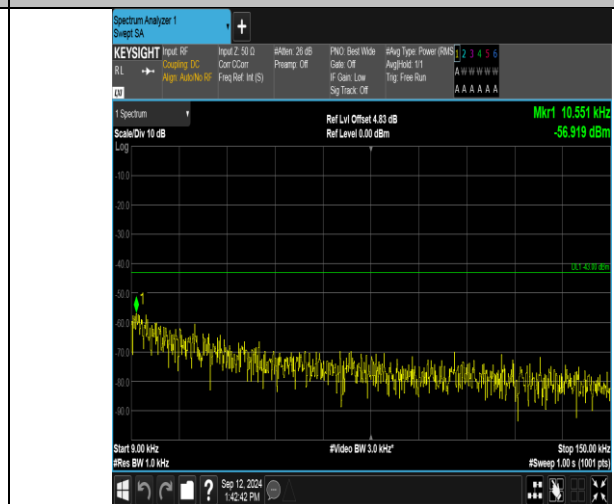 Spectrum Analyzer 1
Swept SA
+
KEYSIGHT
RL
LXI
Input: RF
Coupling: DC
Align: Auto/No RF
Input Z: 50 Ω
Corr CCorr
Freq Ref: Int (S)
#Atten: 26 dB
Preamp: Off
PNO: Best Wide
Gate: Off
IF Gain: Low
Sig Track: Off
#Avg Type: Power (RMS
Avg|Hold: 1/1
Trig: Free Run
1 2 3 4 5 6
A W W W W W
A A A A A A
1 Spectrum
Scale/Div 10 dB
Log
Ref Lvl Offset 4.83 dB
Ref Level 0.00 dBm
Mkr1 10.551 kHz
-56.919 dBm
-10.0
-20.0
-30.0
-40.0
DL1 -43.00 dBm
-50.0
1
-60.0
-70.0
-80.0
-90.0
Start 9.00 kHz
#Res BW 1.0 kHz
#Video BW 3.0 kHz*
Stop 150.00 kHz
#Sweep 1.00 s (1001 pts)
?
Sep 12, 2024
1:42:42 PM